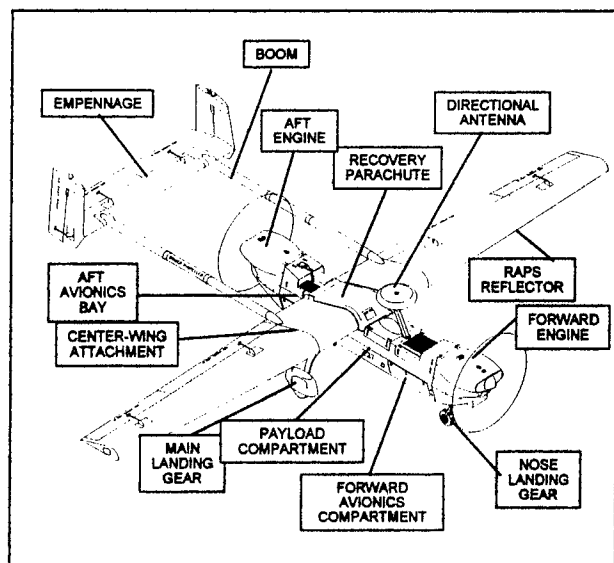 BOOM
EMPENNAGE
AFT
ENGINE
DIRECTIONAL
ANTENNA
RECOVERY
PARACHUTE
RAPS
REFLECTOR
AFT
AVIONICS
BAY
FORWARD
ENGINE
CENTER-WING
ATTACHMENT
MAIN
LANDING
GEAR
PAYLOAD
COMPARTMENT
FORWARD
AVIONICS
COMPARTMENT
NOSE
LANDING
GEAR